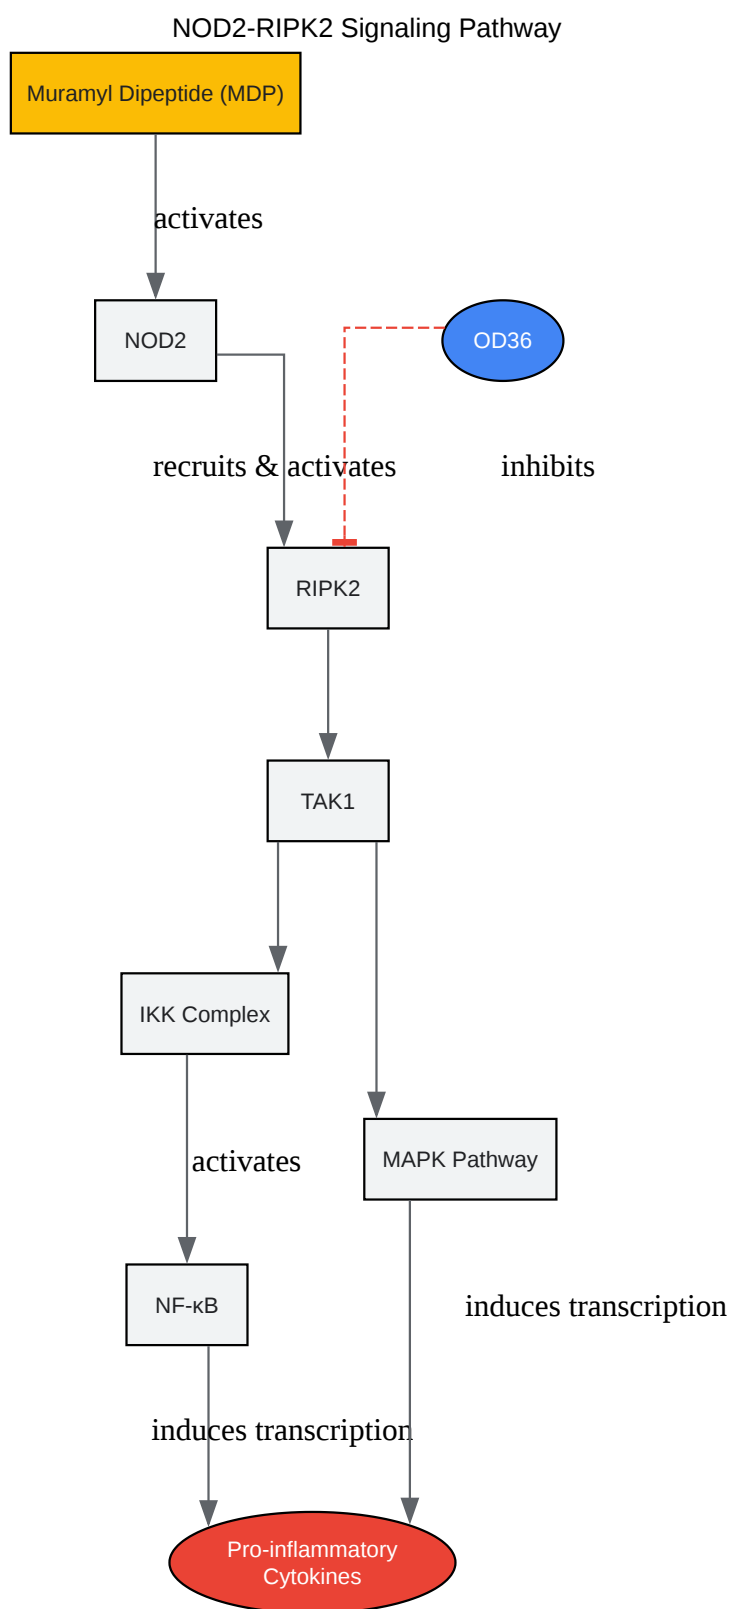 NOD2-RIPK2 Signaling Pathway
Muramyl Dipeptide (MDP)
activates
NOD2
OD36
recruits & activates
inhibits
RIPK2
TAK1
IKK Complex
activates
MAPK Pathway
NF-κB
induces transcription
induces transcription
Pro-inflammatory
Cytokines